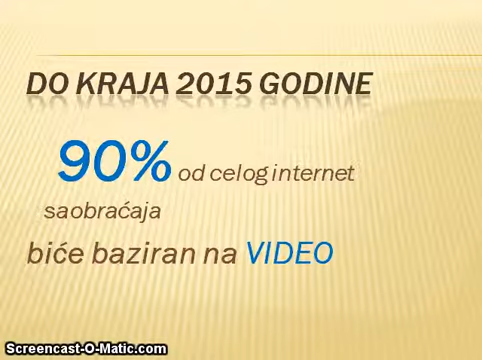 DO KRAJA 2015 GODINE
90% od celog internet
saobraćaja
biće baziran na VIDEO
Screencast-O-Matic.com